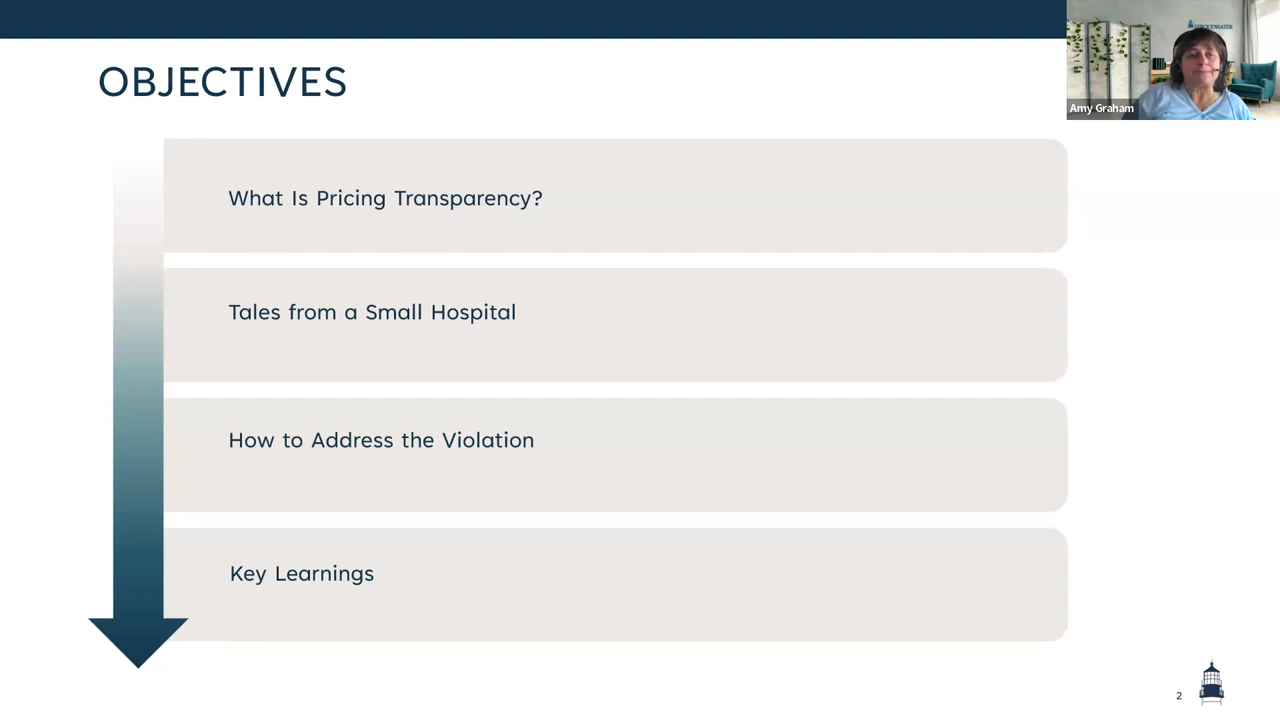 OBJECTIVES
STROUDWATER
Amy Graham
What Is Pricing Transparency?
Tales from a Small Hospital
How to Address the Violation
Key Learnings
2